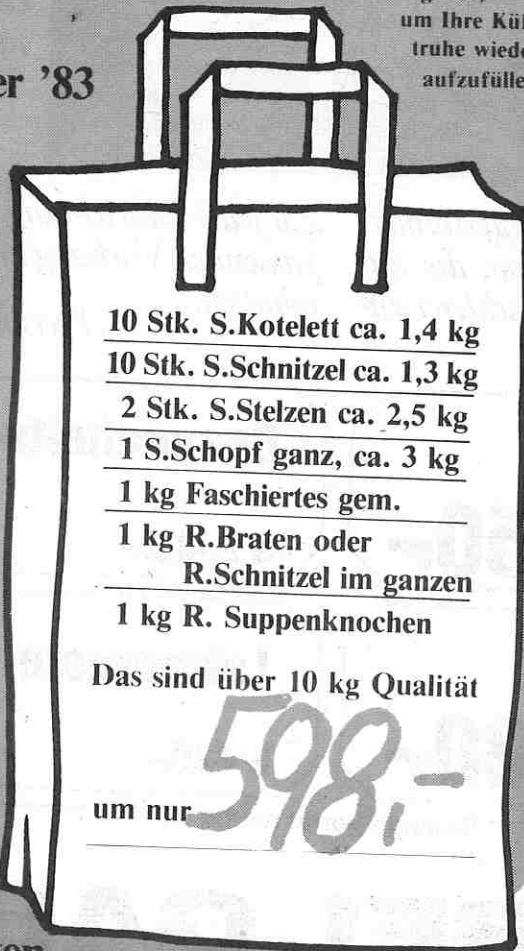 um Ihre
truhe
aufzufülle
er '83
10 Stk. S.Kotelett ca. 1,4 kg
10 Stk. S.Schnitzel ca. 1,3 kg
2 Stk. S.Stelzen ca. 2,5 kg
1 S.Schopf ganz, ca. 3 kg
1 kg Faschiertes gem.
1 kg R.Braten oder
R.Schnitzel im ganzen
1 kg R. Suppenknochen
Das sind über 10 kg Qualität
um nur 598,-